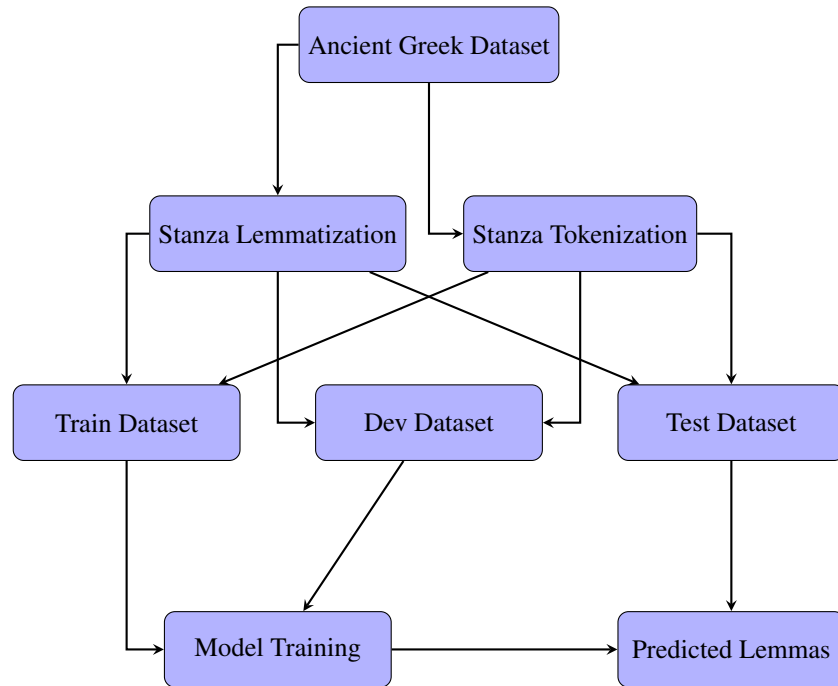 Ancient Greek Dataset
Stanza Lemmatization
Stanza Tokenization
Train Dataset
Dev Dataset
Test Dataset
Model Training
Predicted Lemmas